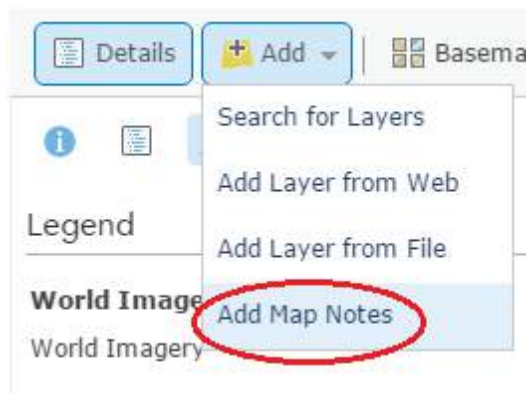 Details
Add
Basema
Search for Layers
Add Layer from Web
Legend
Add Layer from File
World Image
Add Map Notes
World Imagery